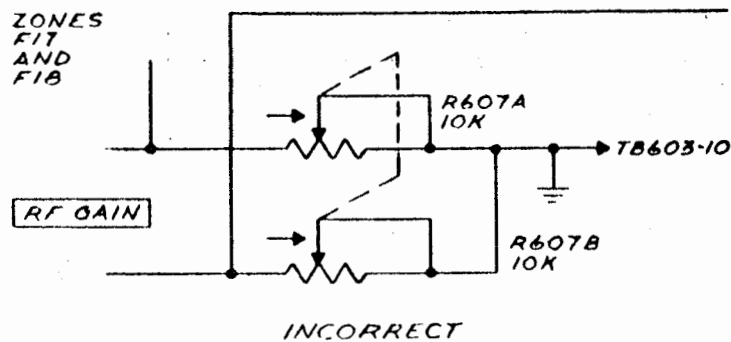 ZONES
F17
AND
F18
R607A
10K
TB603-10
RF GAIN
R607B
10K
INCORRECT